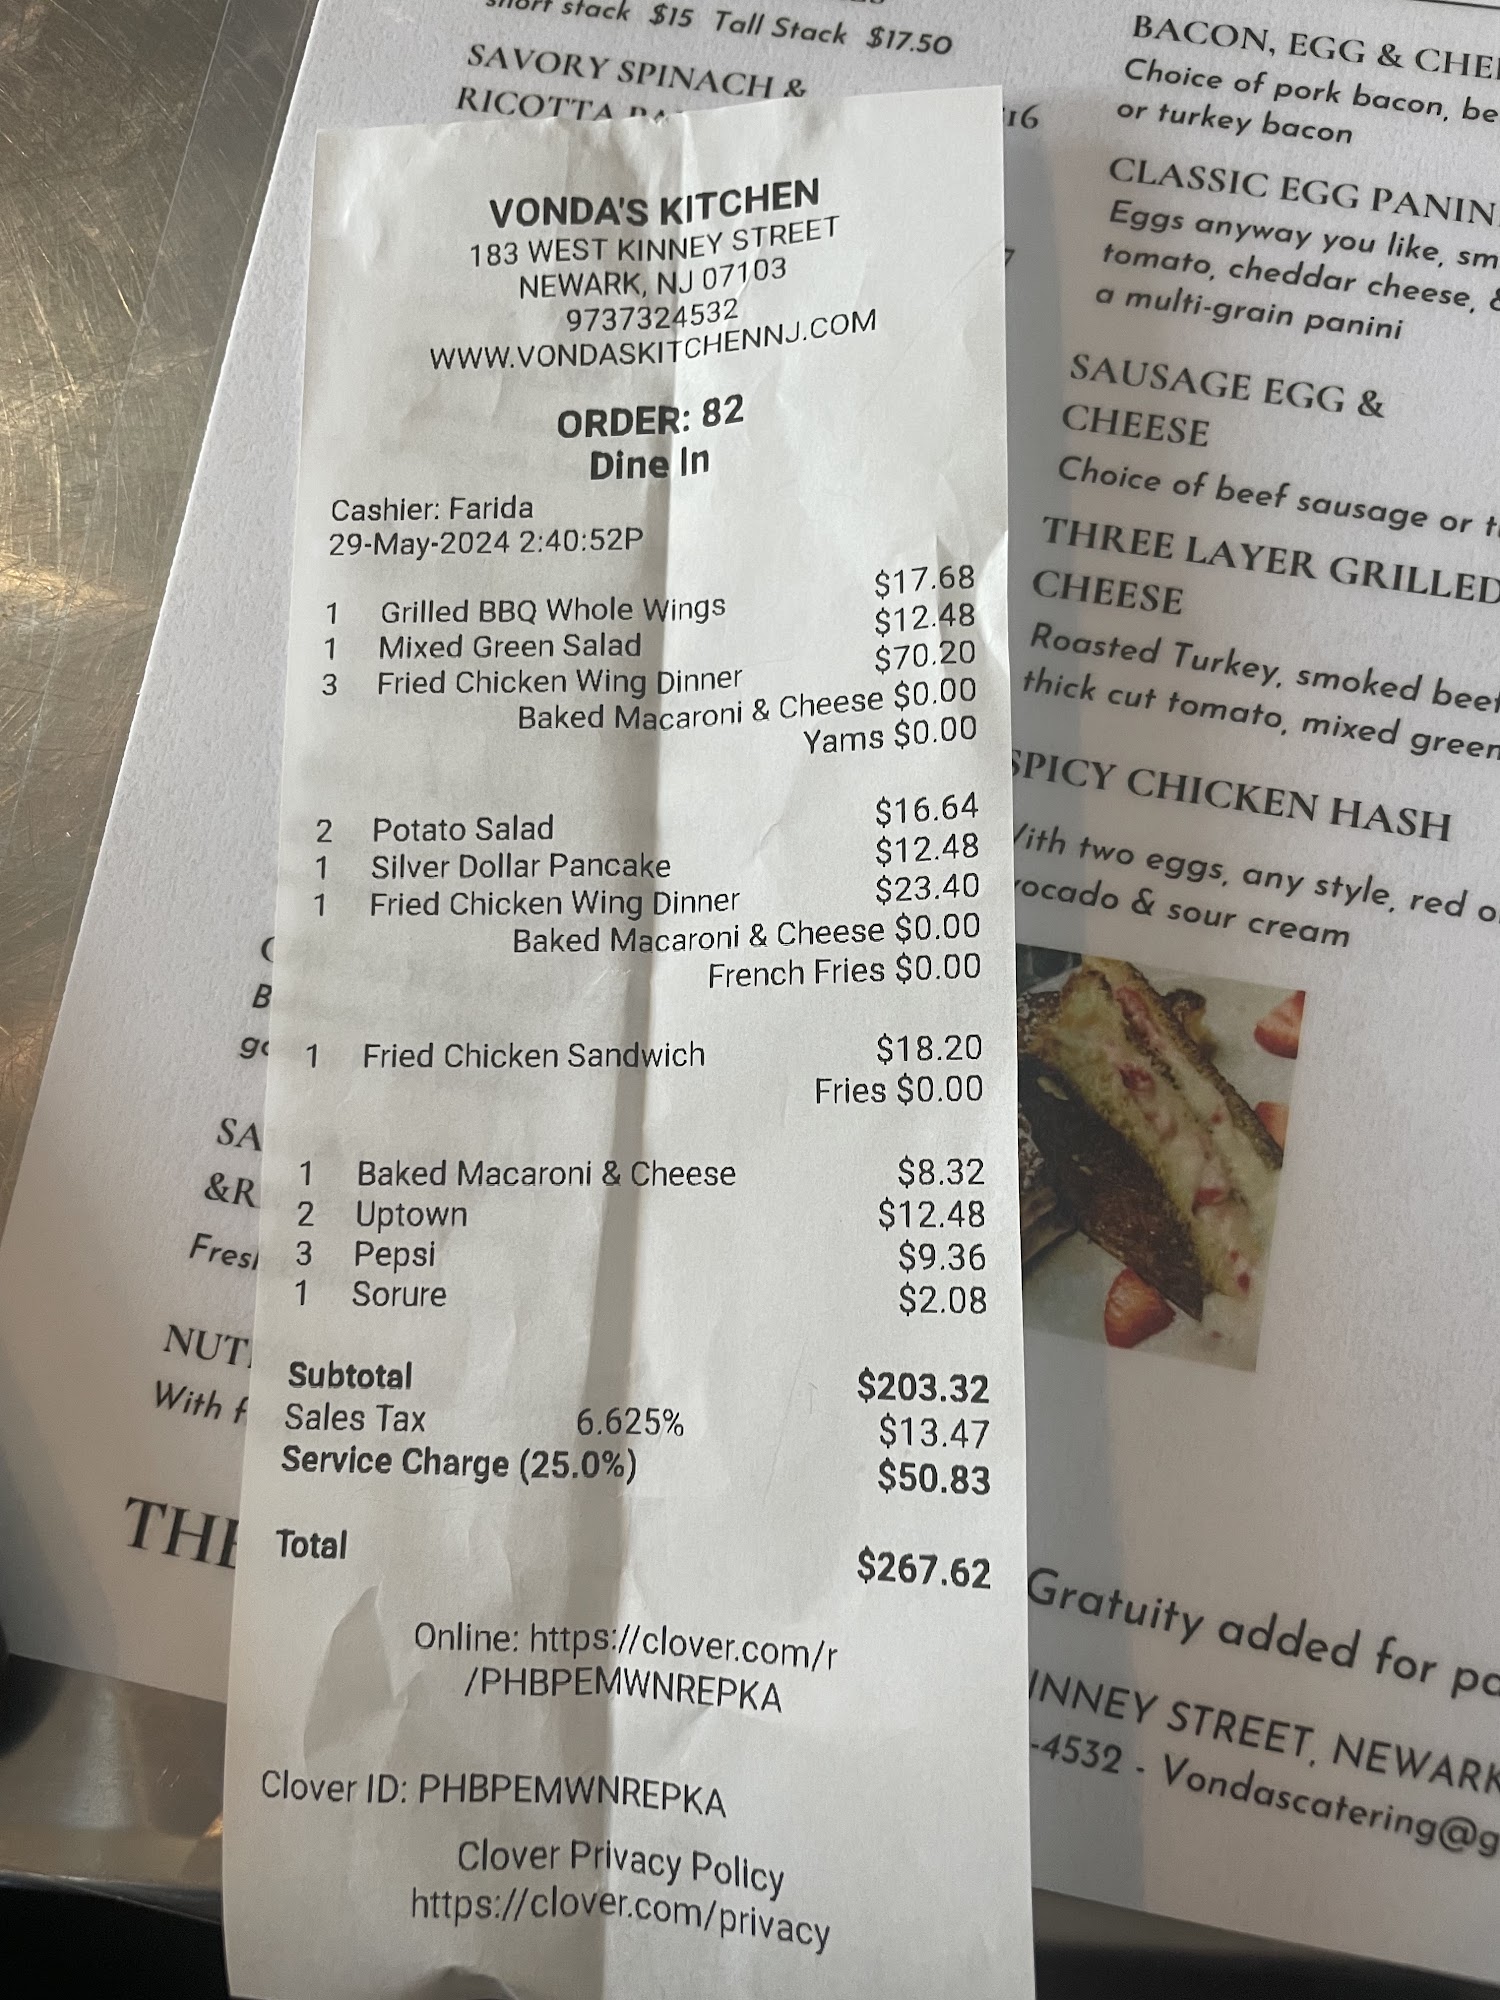 short stack $15 Tall Stack $17.50
SAVORY SPINACH &
RICOTTA
16
VONDA'S KITCHEN
183 WEST KINNEY STREET
NEWARK, NJ 07103
9737324532
WWW.VONDASKITCHENNJ.COM
ORDER: 82
Dine In
Cashier: Farida
29-May-2024 2:40:52P
1 Grilled BBQ Whole Wings $17.68
1 Mixed Green Salad $12.48
3 Fried Chicken Wing Dinner $70.20
Baked Macaroni & Cheese $0.00
Yams $0.00
2 Potato Salad $16.64
1 Silver Dollar Pancake $12.48
1 Fried Chicken Wing Dinner $23.40
Baked Macaroni & Cheese $0.00
French Fries $0.00
1 Fried Chicken Sandwich $18.20
Fries $0.00
1 Baked Macaroni & Cheese $8.32
2 Uptown $12.48
3 Pepsi $9.36
1 Sorure $2.08
Subtotal $203.32
Sales Tax 6.625% $13.47
Service Charge (25.0%) $50.83
Total $267.62
Online: https://clover.com/r
/PHBPEMWNREPKA
Clover ID: PHBPEMWNREPKA
Clover Privacy Policy
https://clover.com/privacy
BACON, EGG &
Choice of pork bacon,
or turkey bacon
CLASSIC EGG
Eggs anyway you like,
tomato, cheddar cheese, &
a multi-grain panini
SAUSAGE EGG &
CHEESE
Choice of beef sausage or
THREE LAYER GRILLED
CHEESE
Roasted Turkey, smoked beef
thick cut tomato, mixed green
SPICY CHICKEN HASH
With two eggs, any style, red
& sour cream
With
Gratuity added for
STREET, NEWARK
-4532 - Vondascatering@g